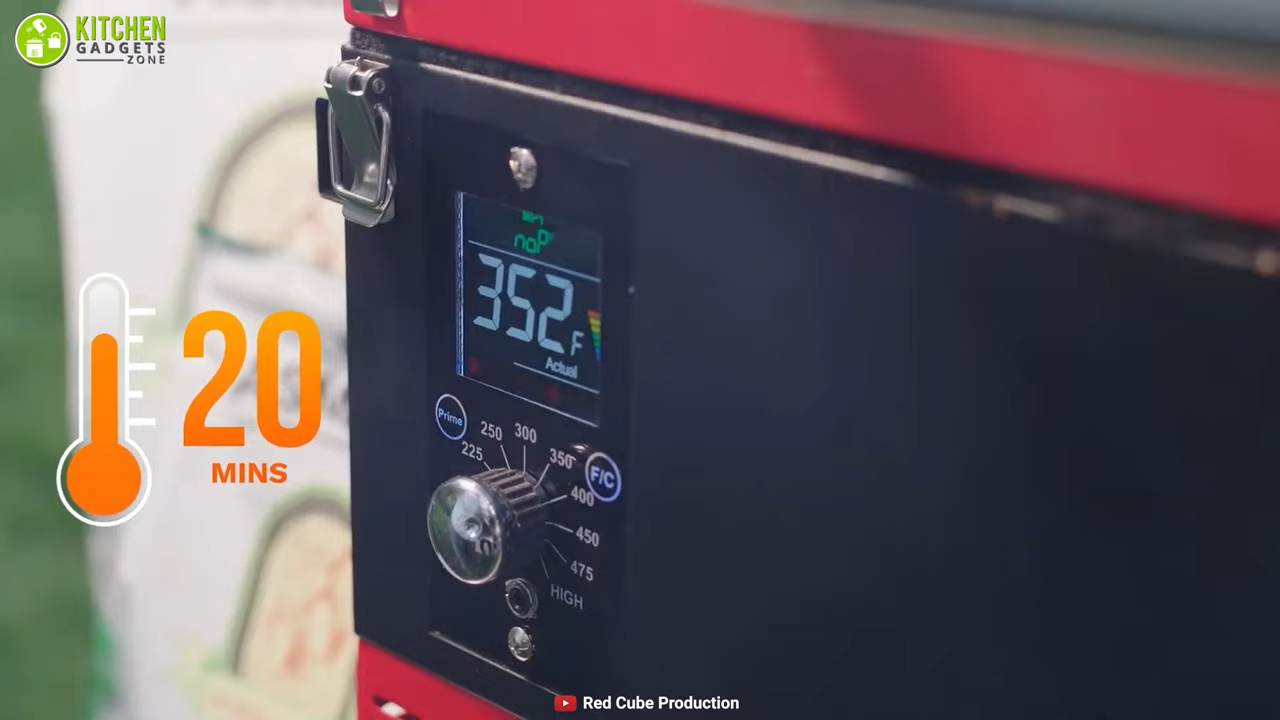 KITCHEN
GADGETS
ZONE
noP
352 F
Actual
Prime
225
250
300
350
F/C
400
450
475
HIGH
20
MINS
Red Cube Production